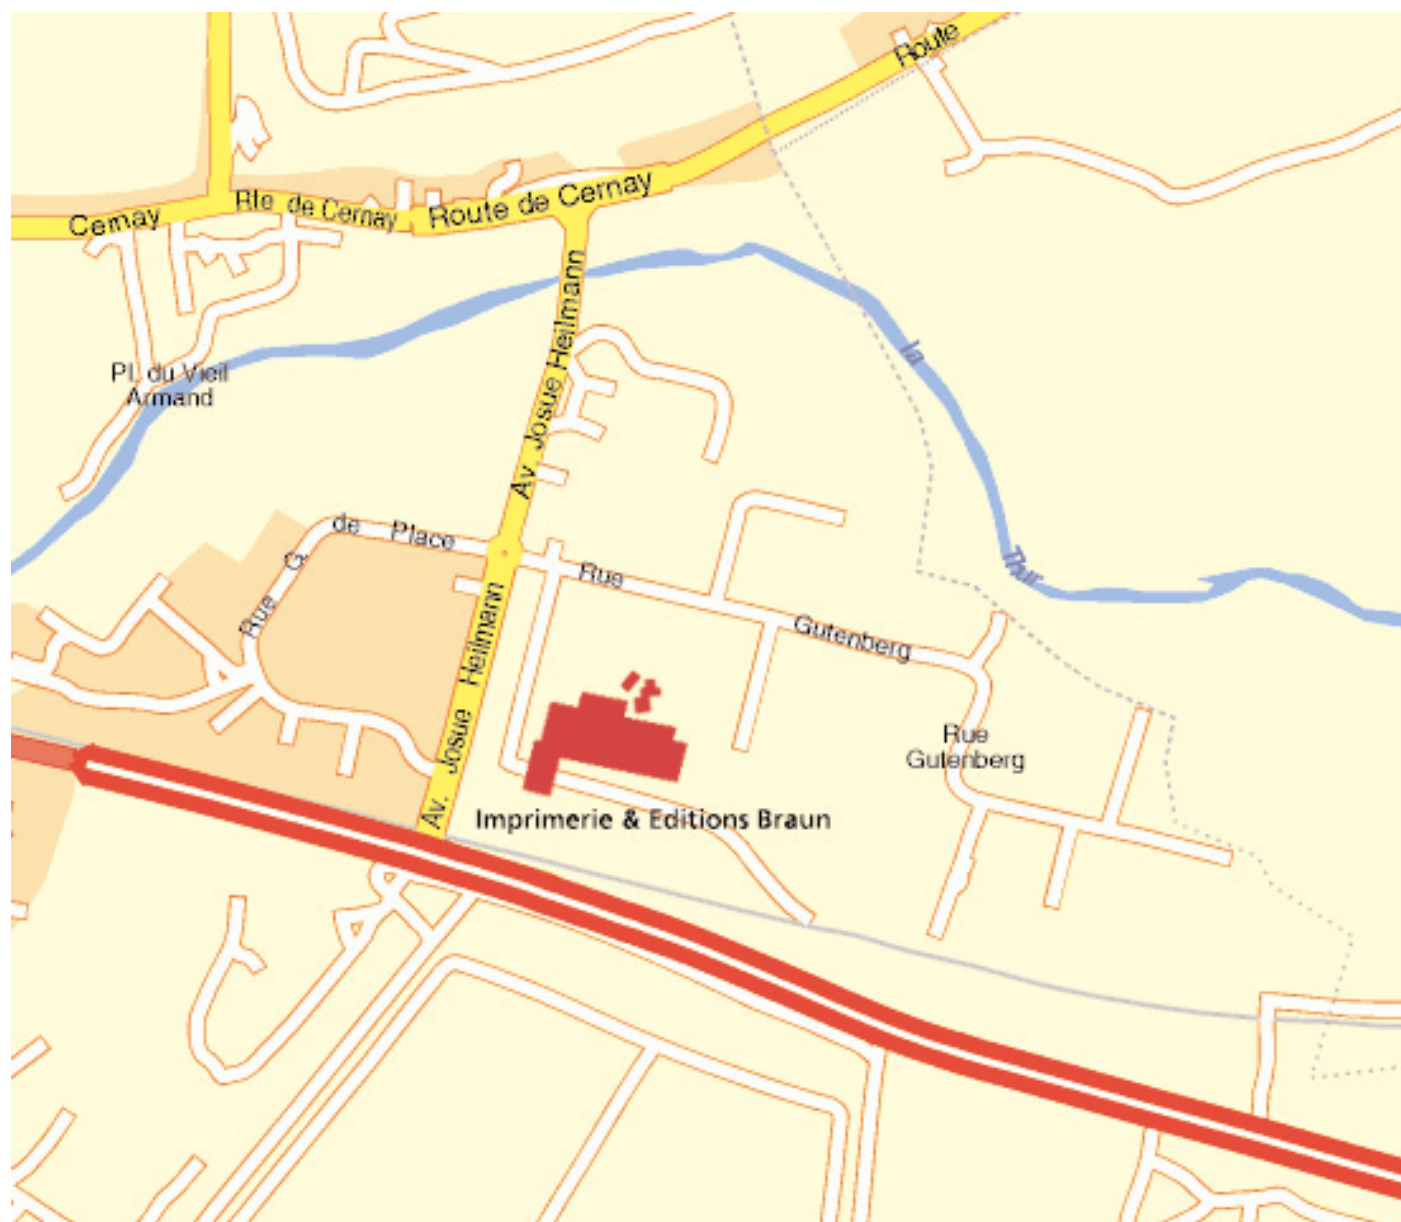 Route
Cernay
Rte de Cernay
Route de Cernay
Av. Josue Heilmann
la
Pl. du Vieil
Armand
Rue G. de Place
Rue Gutenberg
Thur
Av. Josue Heilmann
Rue
Gutenberg
Imprimerie & Editions Braun